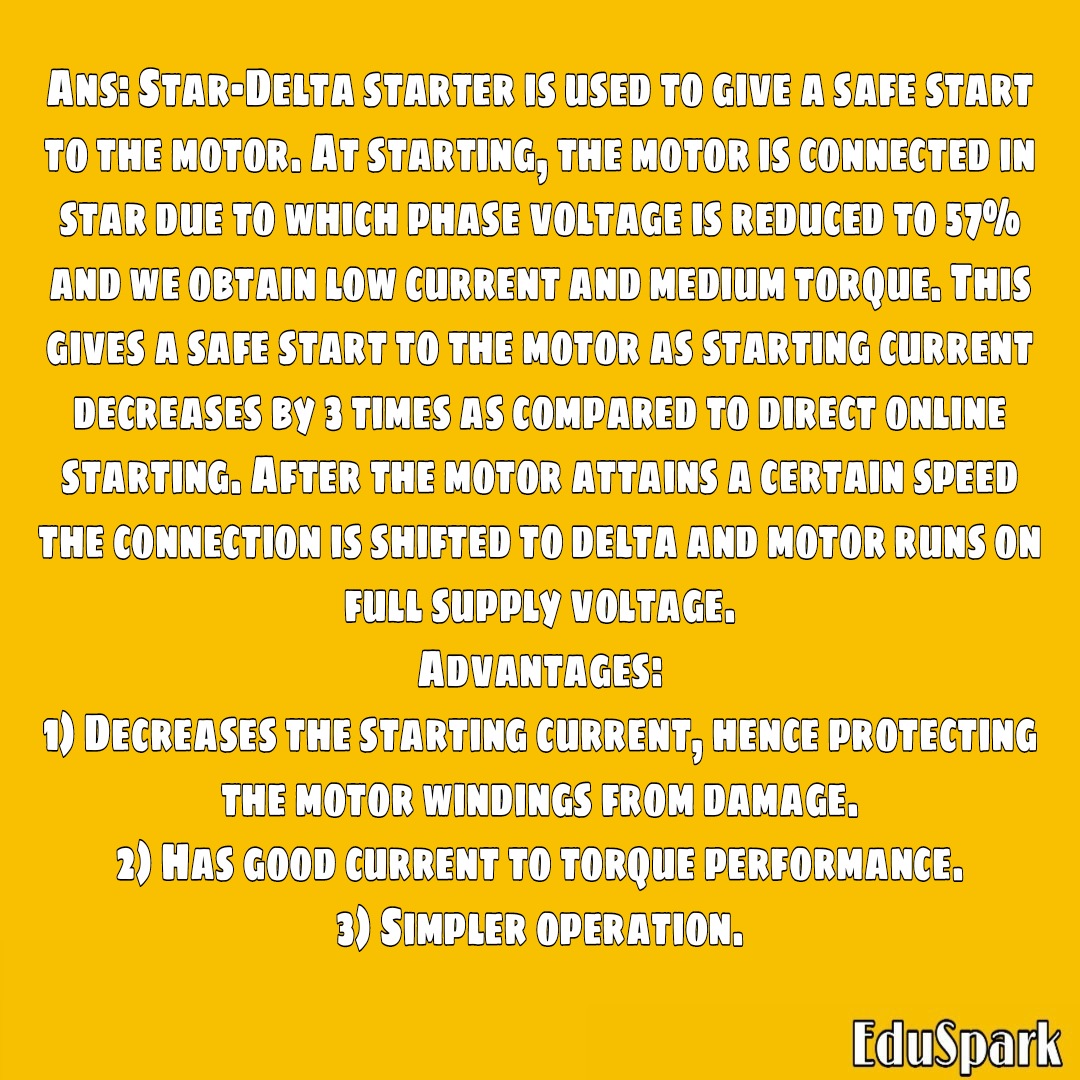 Ans: Star-Delta starter is used to give a safe start
to the motor. At starting, the motor is connected in
star due to which phase voltage is reduced to 57%
and we obtain low current and medium torque. This
gives a safe start to the motor as starting current
decreases by 3 times as compared to direct online
starting. After the motor attains a certain speed
the connection is shifted to delta and motor runs on
full supply voltage.
Advantages:
1) Decreases the starting current, hence protecting
the motor windings from damage.
2) Has good current to torque performance.
3) Simpler operation.
EduSpark